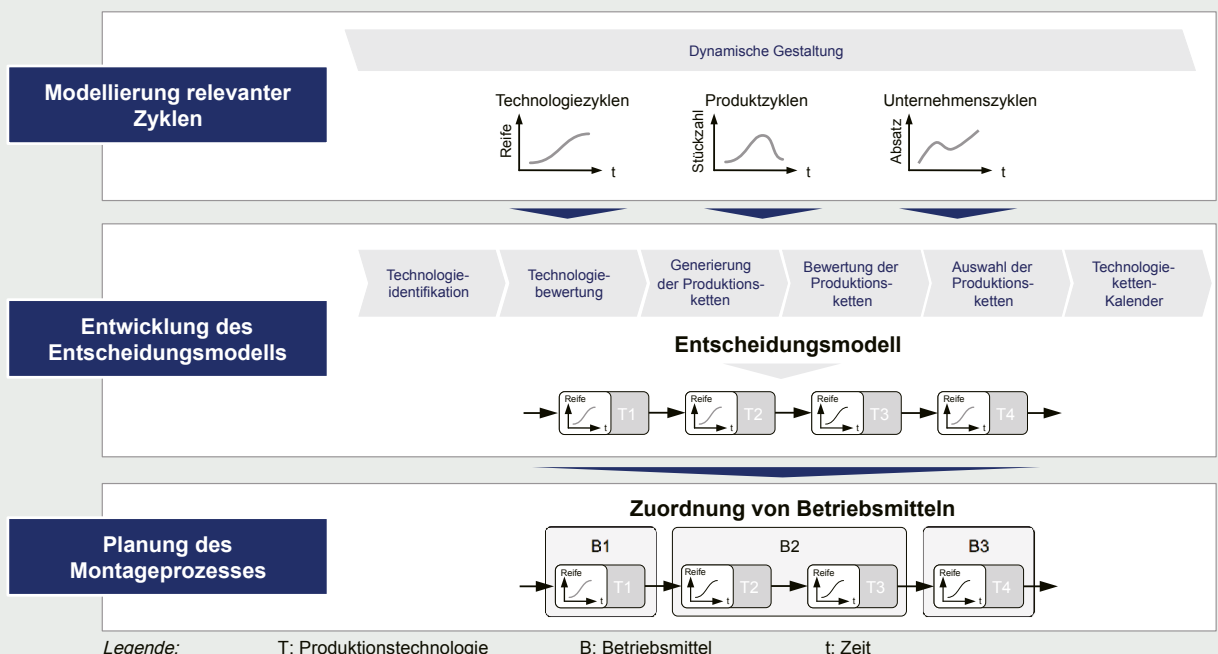 Dynamische Gestaltung
Modellierung relevanter
Zyklen
Technologiezyklen
Produktzyklen
Unternehmenszyklen
Reife
t
Stückzahl
t
Absatz
t
Technologie-
identifikation
Technologie-
bewertung
Generierung
der Produktions-
ketten
Bewertung der
Produktions-
ketten
Auswahl der
Produktions-
ketten
Technologie-
ketten-
Kalender
Entwicklung des
Entscheidungsmodells
Entscheidungsmodell
Reife
t
T1
Reife
t
T2
Reife
t
T3
Reife
t
T4
Planung des
Montageprozesses
Zuordnung von Betriebsmitteln
B1
B2
B3
Reife
t
T1
Reife
t
T2
Reife
t
T3
Reife
t
T4
Legende: T: Produktionstechnologie B: Betriebsmittel t: Zeit